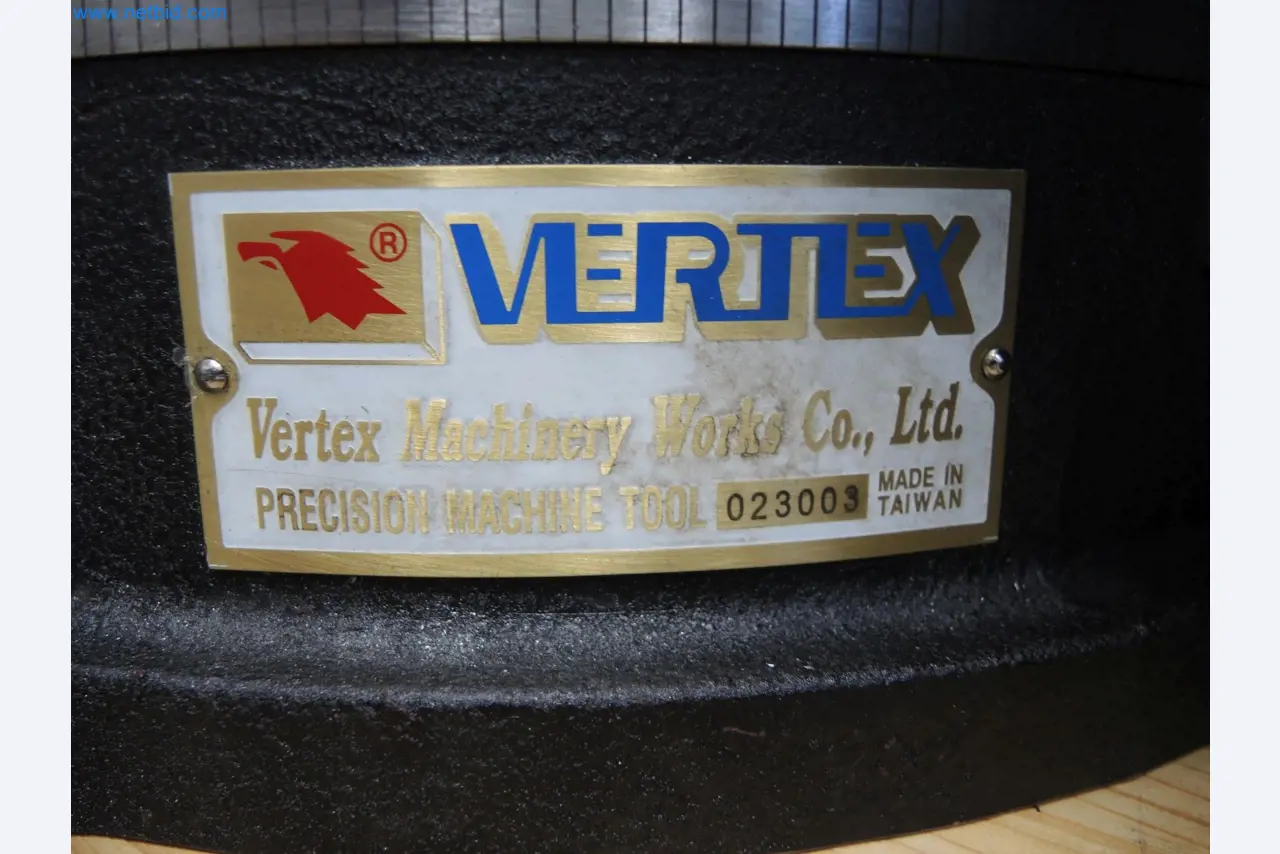 www.netbid.com
®
VERTEX
Vertex Machinery Works Co., Ltd.
PRECISION MACHINE TOOL 023003 MADE IN
TAIWAN